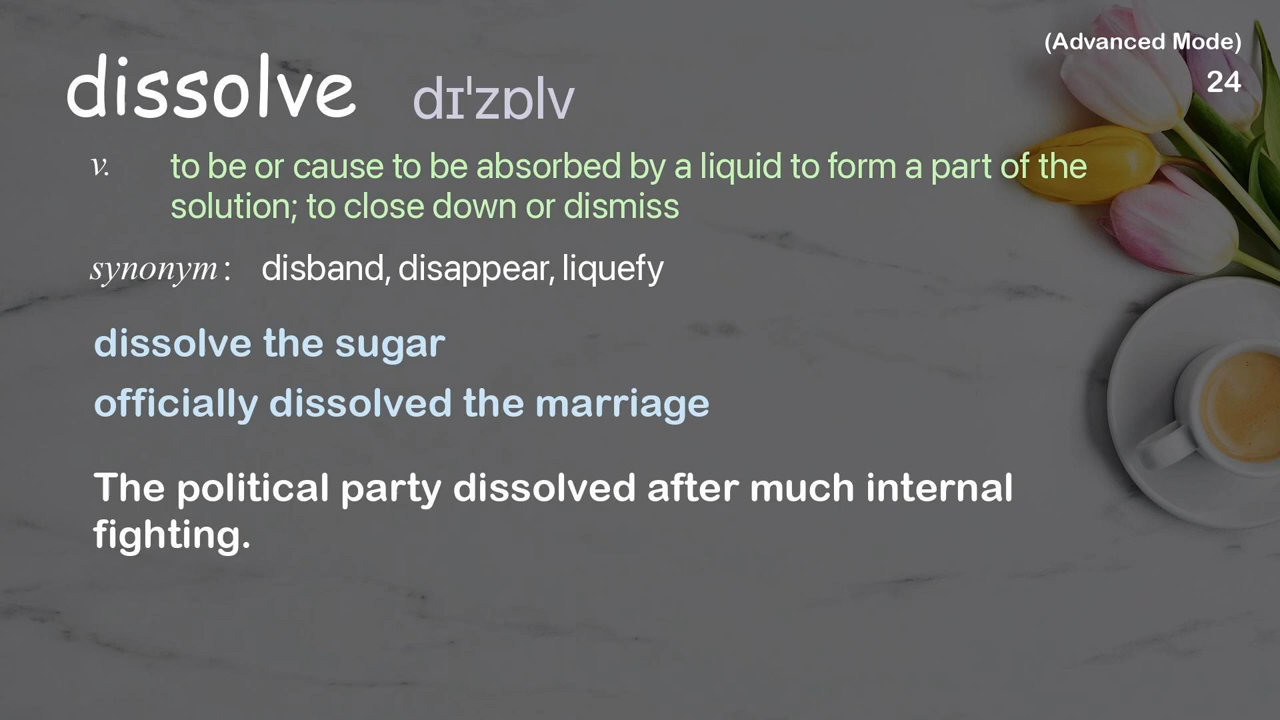 (Advanced Mode)
24
dissolve dɪˈzɒlv
v. to be or cause to be absorbed by a liquid to form a part of the
solution; to close down or dismiss
synonym: disband, disappear, liquefy
dissolve the sugar
officially dissolved the marriage
The political party dissolved after much internal
fighting.